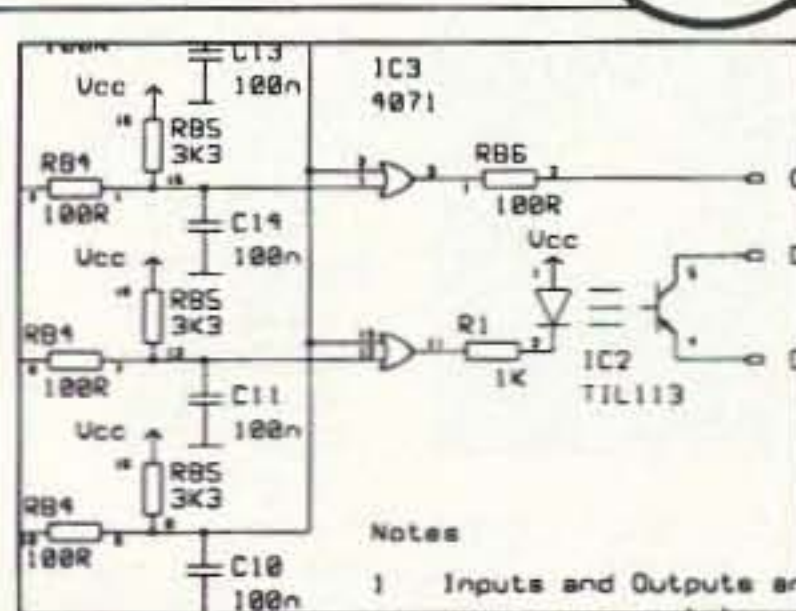 C13
100n
IC3
4071
Vcc
RB5
3K3
RB4
100R
RB6
100R
C14
100n
Vcc
Vcc
RB5
3K3
RB4
100R
R1
1K
11
IC2
TIL113
C11
100n
Vcc
RB5
3K3
RB4
100R
C10
100n
Notes
1 Inputs and Outputs